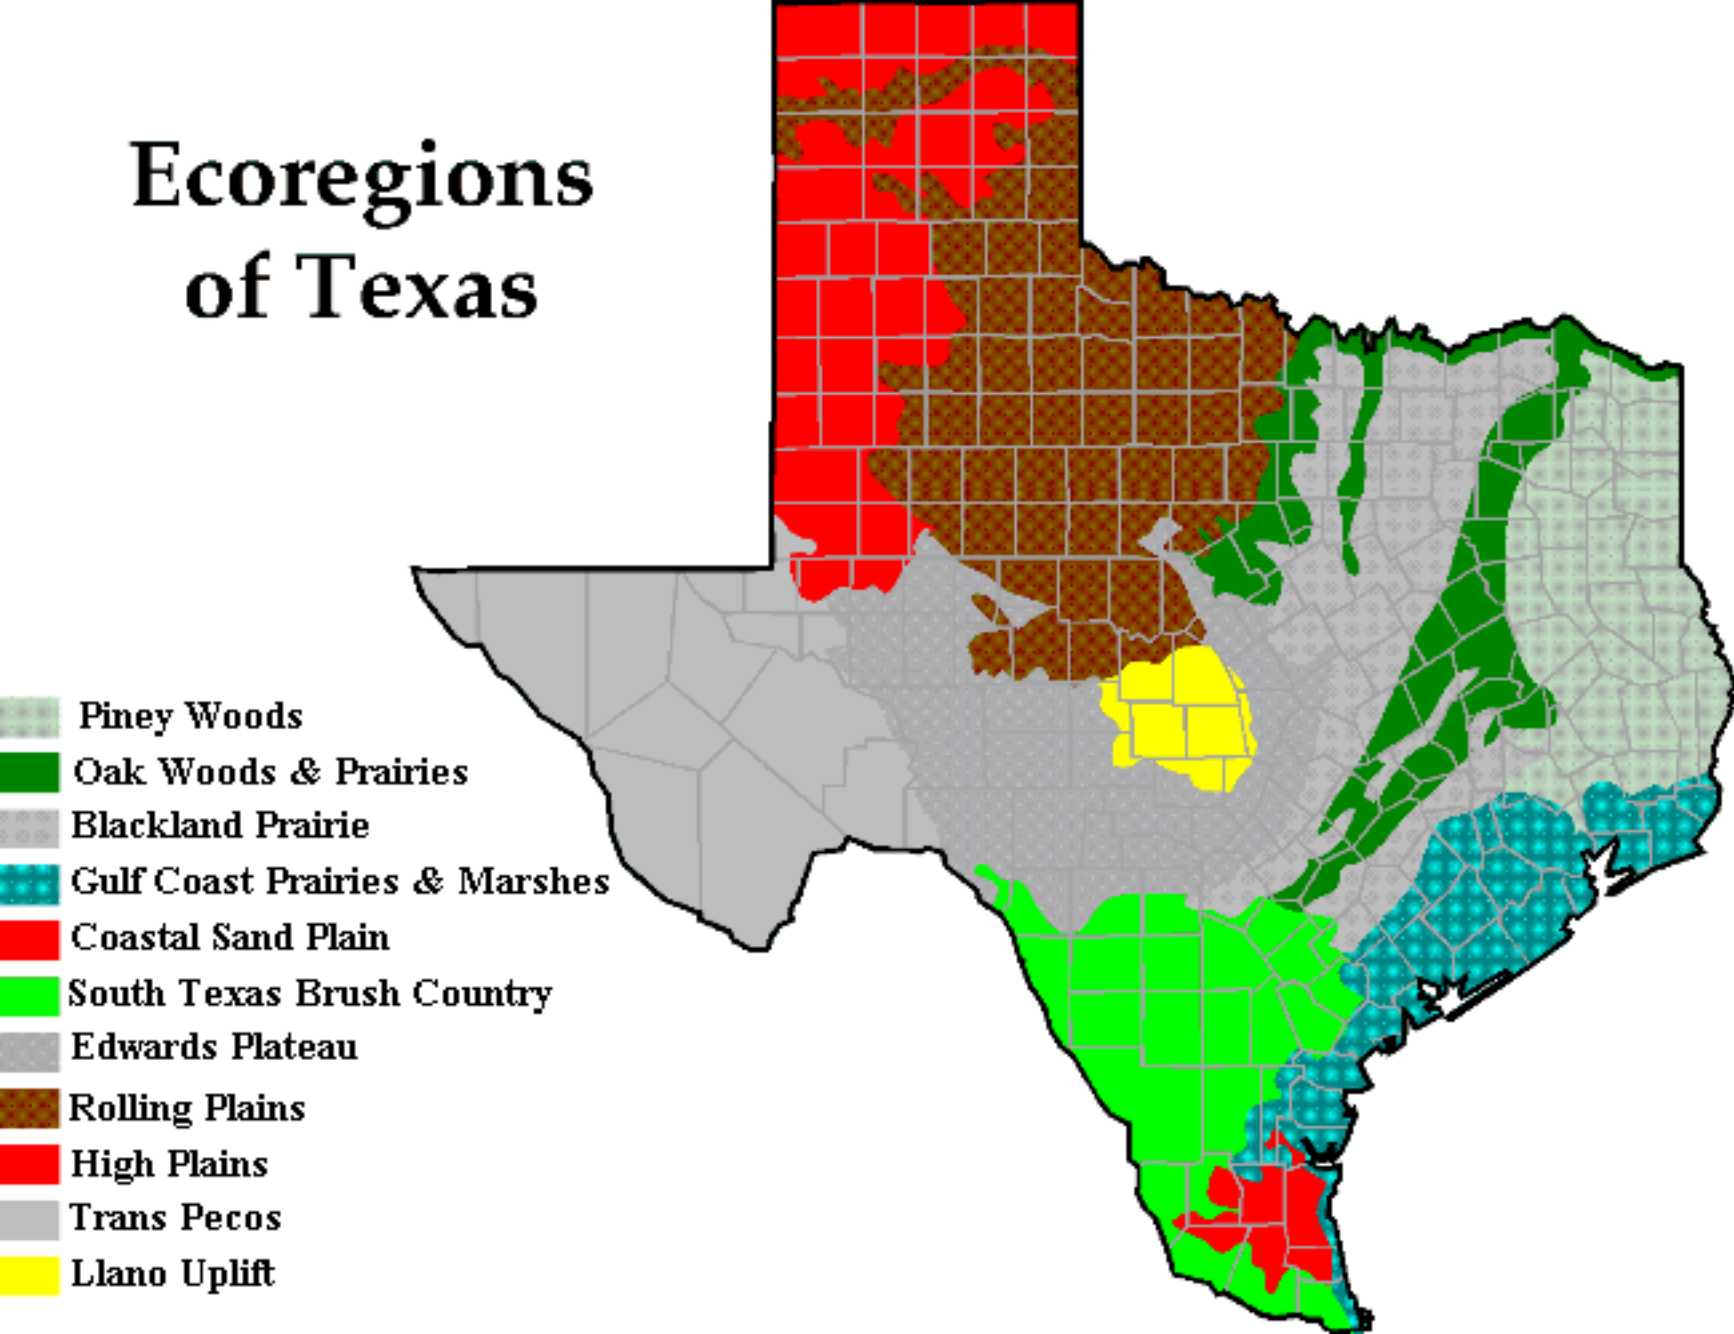 Ecoregions
of Texas
Piney Woods
Oak Woods & Prairies
Blackland Prairie
Gulf Coast Prairies & Marshes
Coastal Sand Plain
South Texas Brush Country
Edwards Plateau
Rolling Plains
High Plains
Trans Pecos
Llano Uplift